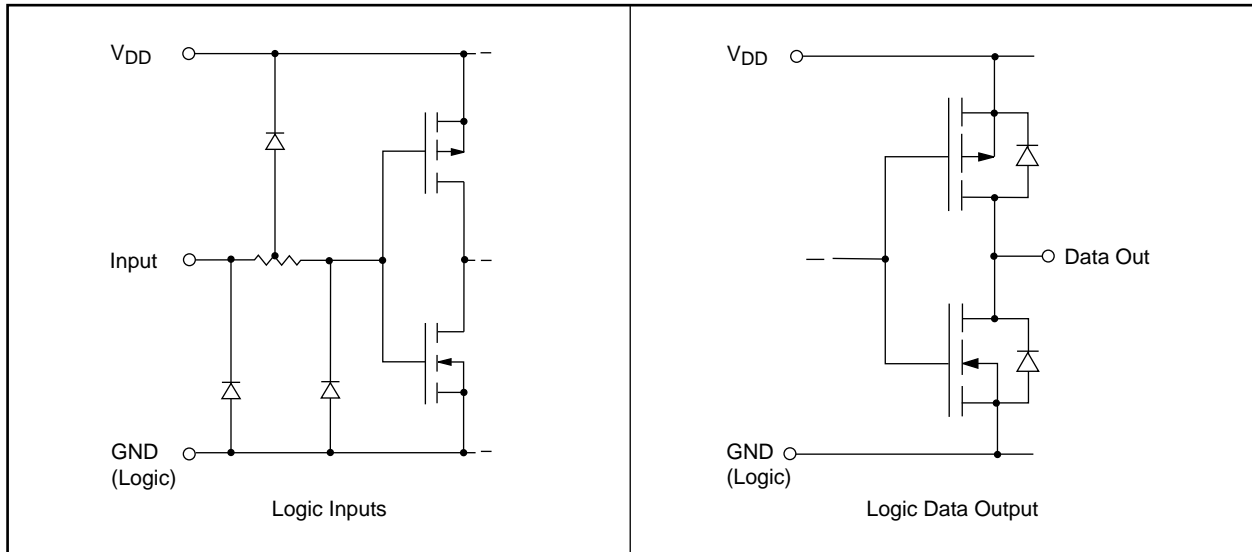 VDD
Input
GND
(Logic)
Logic Inputs
VDD
Data Out
GND
(Logic)
Logic Data Output